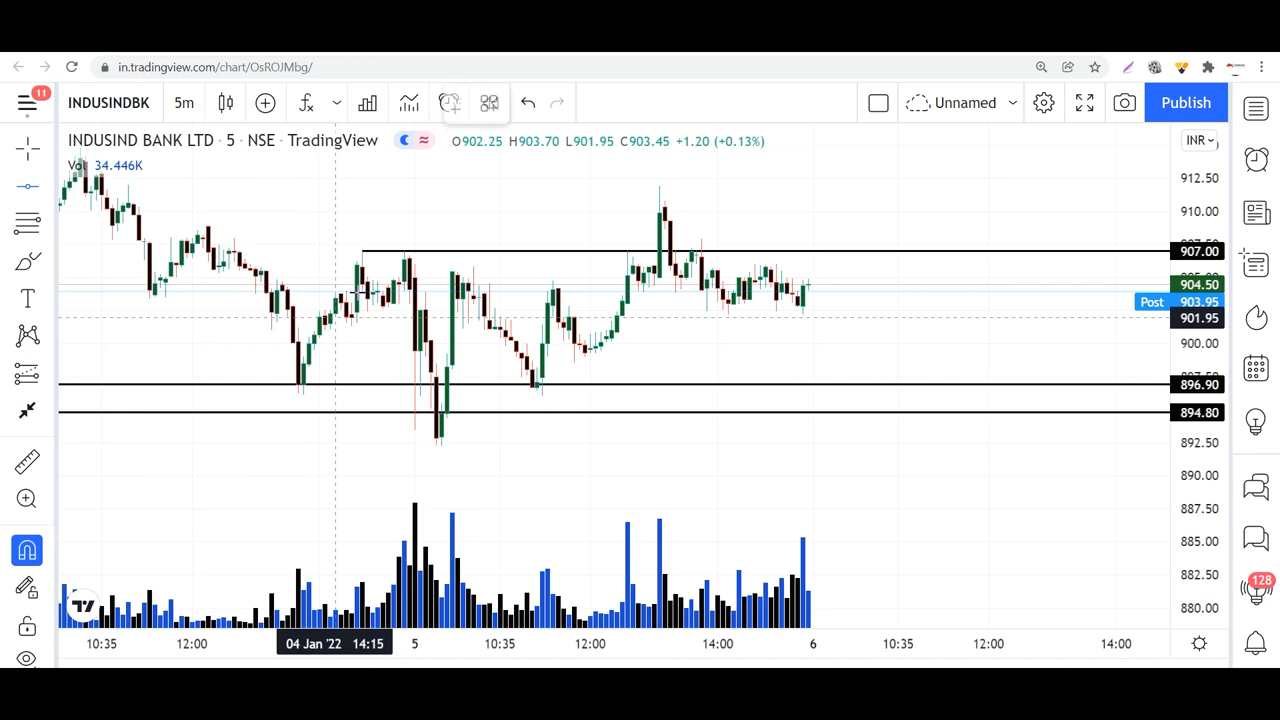 in.tradingview.com/chart/OsROJMbg/
11
INDUSINDBK 5m Unnamed Publish
INDUSIND BANK LTD · 5 · NSE · TradingView O902.25 H903.70 L901.95 C903.45 +1.20 (+0.13%) INR
Vol 34.446K
912.50
910.00
907.00
904.50
Post 903.95
901.95
900.00
896.90
894.80
892.50
890.00
887.50
885.00
882.50
128
880.00
10:35 12:00 04 Jan '22 14:15 5 10:35 12:00 14:00 6 10:35 12:00 14:00